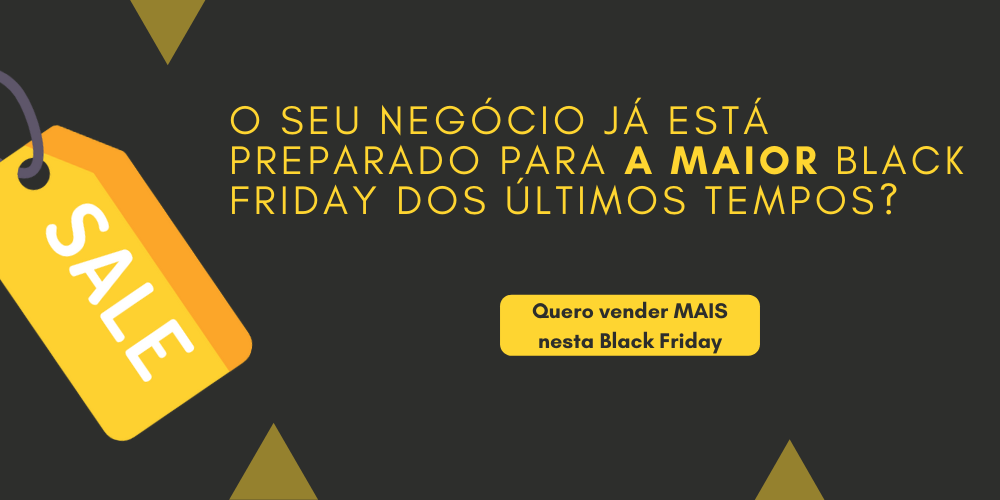 O SEU NEGÓCIO JÁ ESTÁ
PREPARADO PARA A MAIOR BLACK
FRIDAY DOS ÚLTIMOS TEMPOS?
SALE
Quero vender MAIS
nesta Black Friday